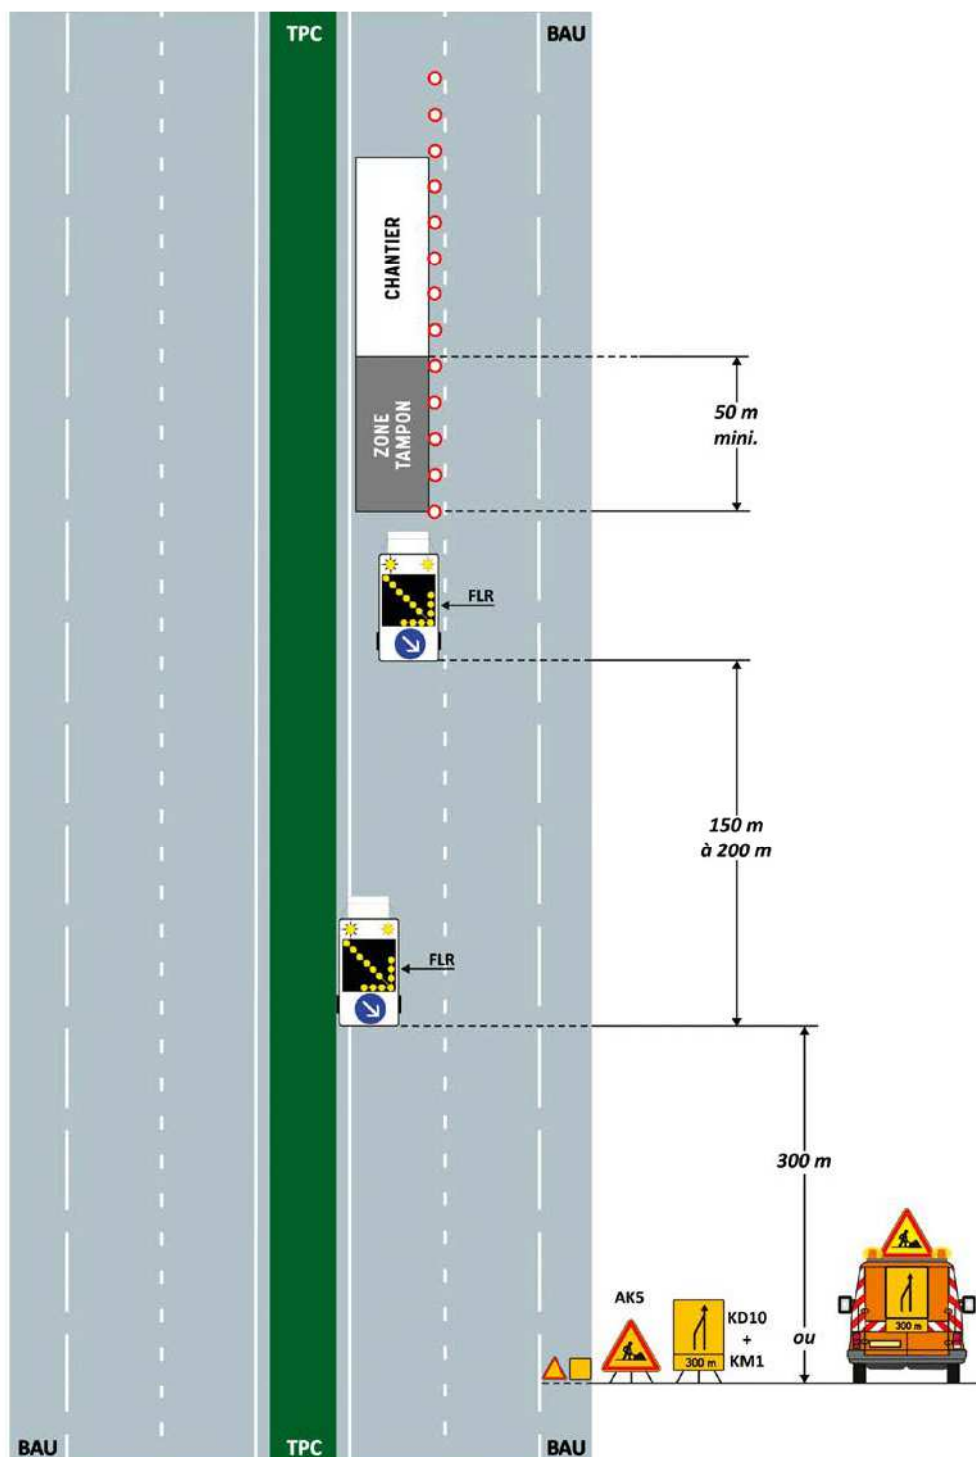 TPC
BAU
CHANTIER
ZONE
TAMPON
50 m
mini.
FLR
150 m
à 200 m
FLR
300 m
AK5
KD10
+
KM1
300 m
ou
300 m
BAU
TPC
BAU